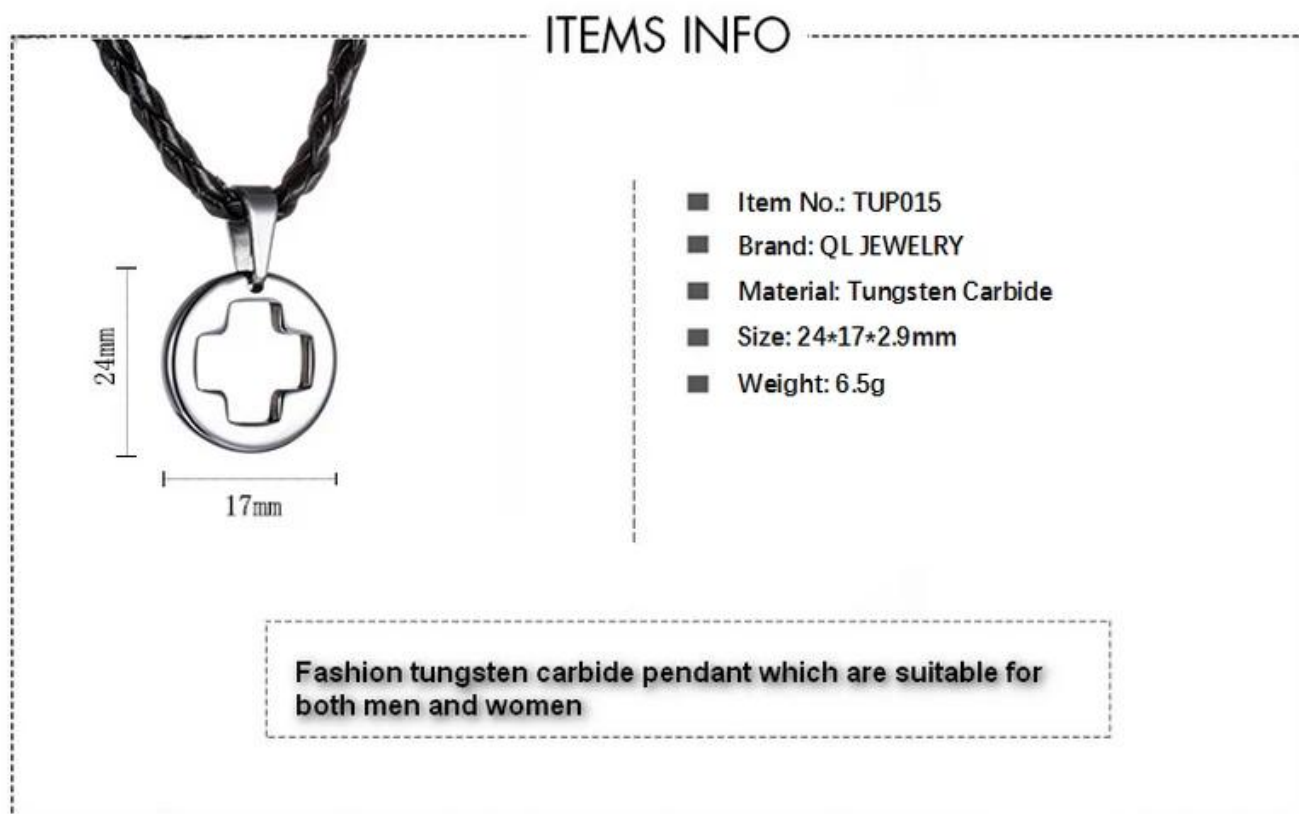 ITEMS INFO
24mm
17mm
Item No.: TUP015
Brand: QL JEWELRY
Material: Tungsten Carbide
Size: 24*17*2.9mm
Weight: 6.5g
Fashion tungsten carbide pendant which are suitable for
both men and women